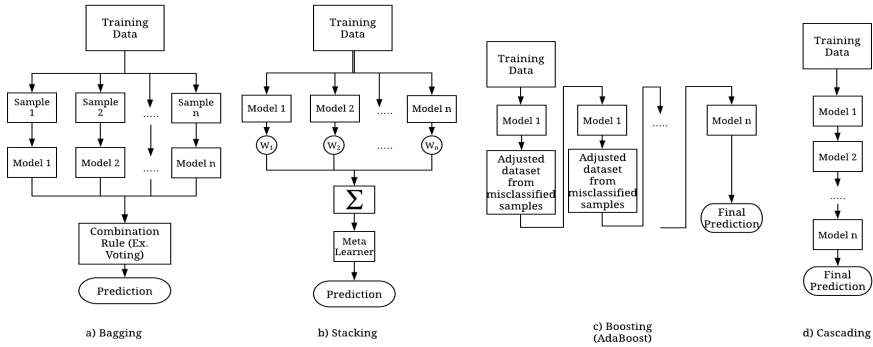 Training
Data
Sample
1
Sample
2
.....
Sample
n
Model 1
Model 2
.....
Model n
Combination
Rule (Ex.
Voting)
Prediction
a) Bagging
Training
Data
Model 1
Model 2
.....
Model n
W1
W2
.....
Wn
Σ
Meta
Learner
Prediction
b) Stacking
Training
Data
Model 1
Adjusted
dataset
from
misclassified
samples
Model 1
Adjusted
dataset
from
misclassified
samples
.....
Model n
Final
Prediction
c) Boosting
(AdaBoost)
Training
Data
Model 1
Model 2
.....
Model n
Final
Prediction
d) Cascading